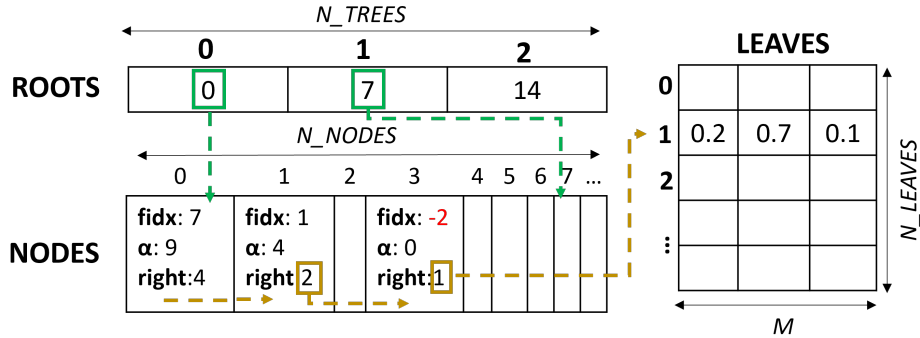 N_TREES
0 1 2
ROOTS 0 7 14
N_NODES
0 1 2 3 4 5 6 7 ...
NODES
fidx: 7
α: 9
right:4
fidx: 1
α: 4
right 2
fidx: -2
α: 0
right:1
LEAVES
0
1 0.2 0.7 0.1
2
...
N_LEAVES
M